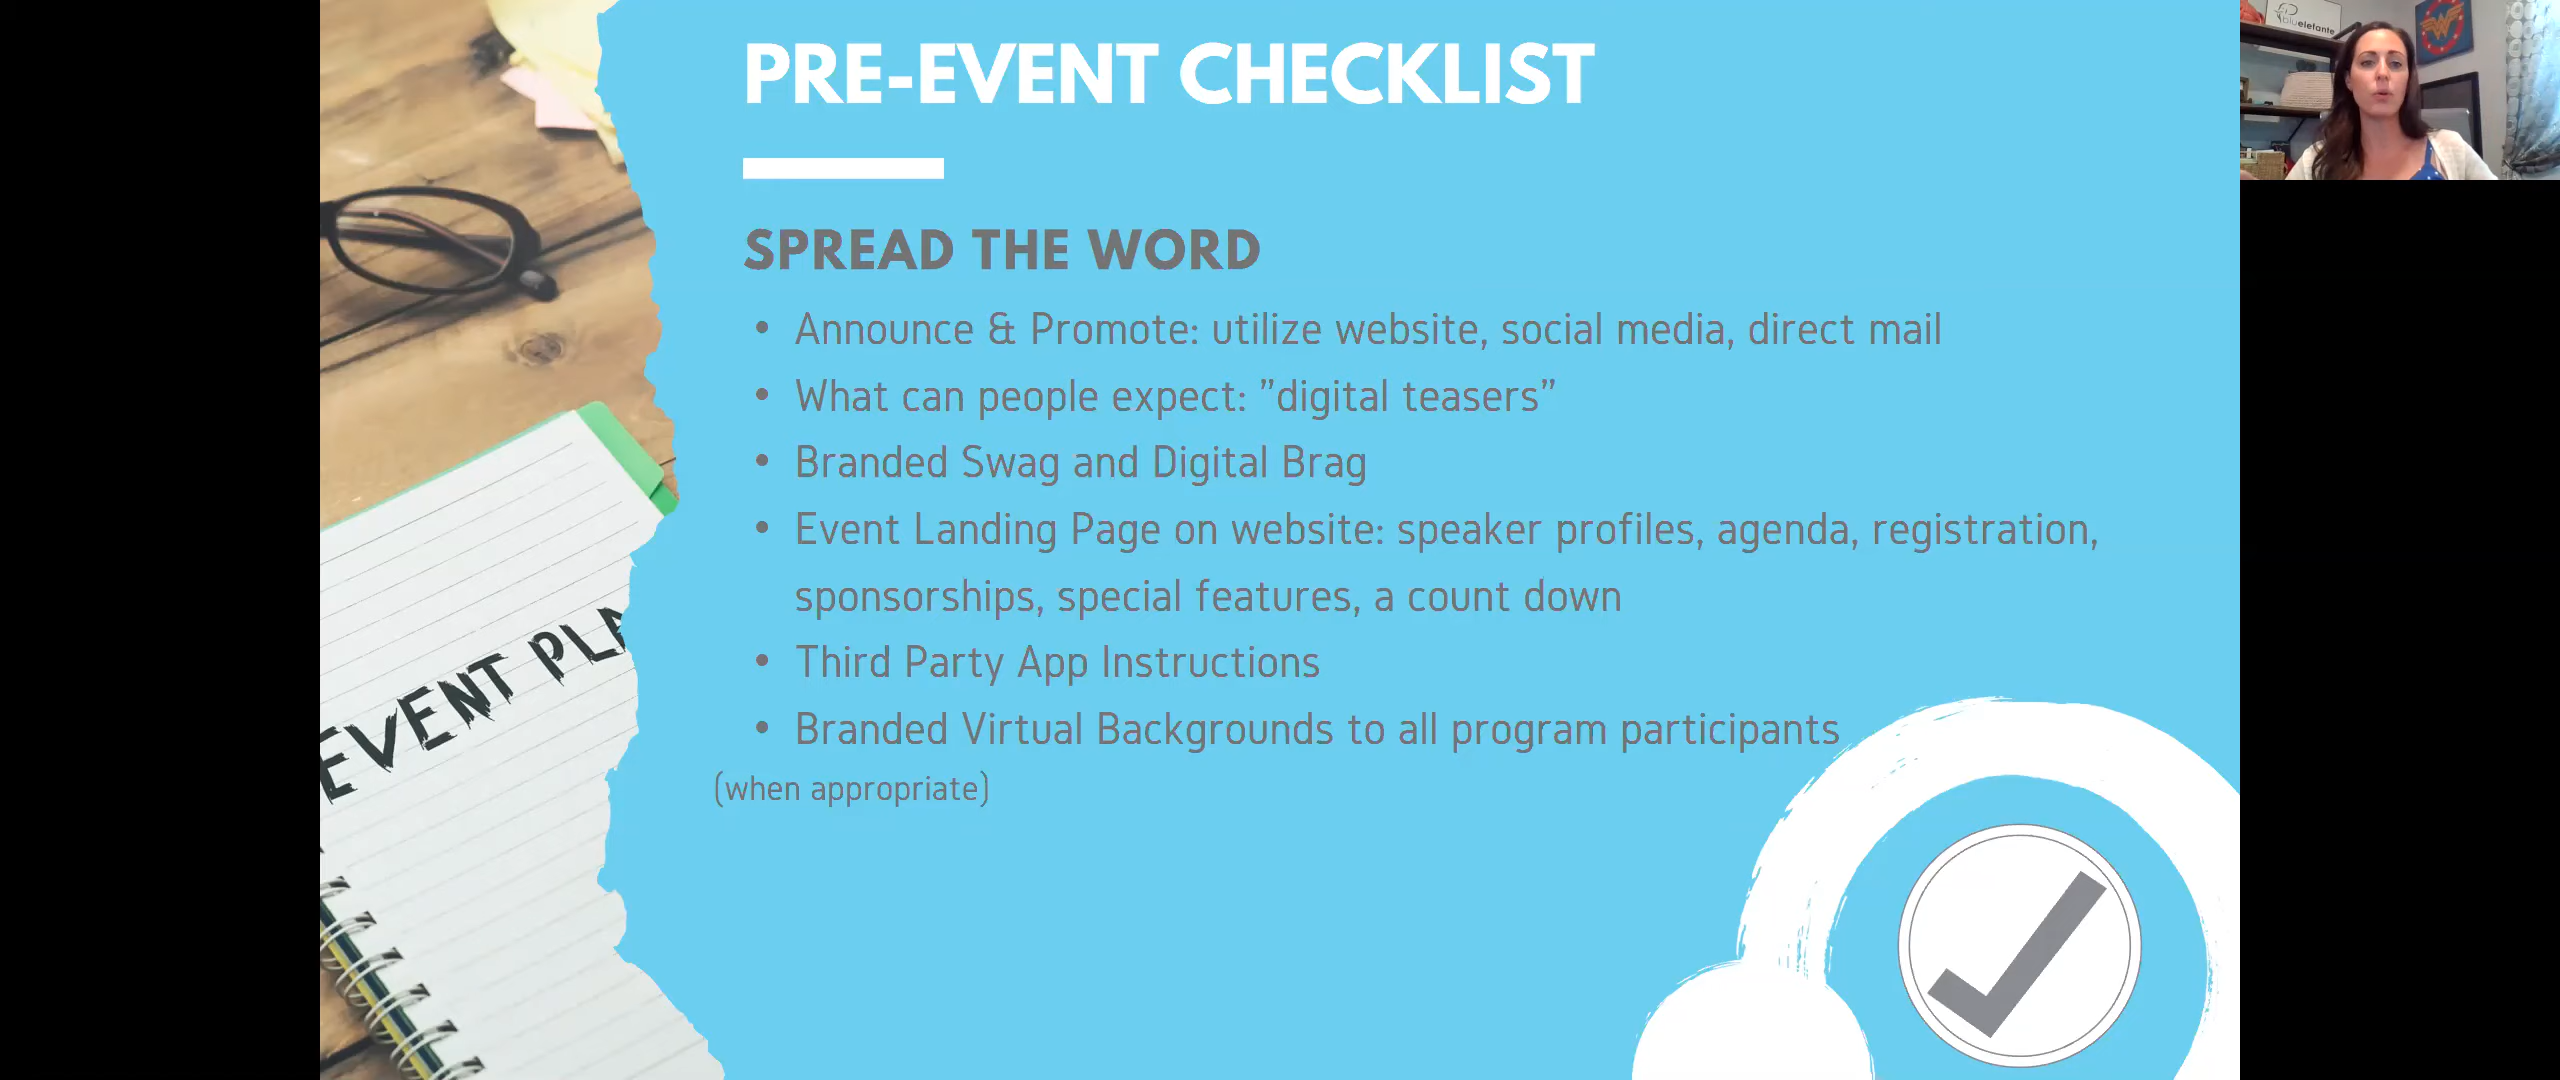 PRE-EVENT CHECKLIST
bluelefante
SPREAD THE WORD
• Announce & Promote: utilize website, social media, direct mail
• What can people expect: ”digital teasers”
• Branded Swag and Digital Brag
• Event Landing Page on website: speaker profiles, agenda, registration,
sponsorships, special features, a count down
• Third Party App Instructions
• Branded Virtual Backgrounds to all program participants
(when appropriate)
EVENT PLA